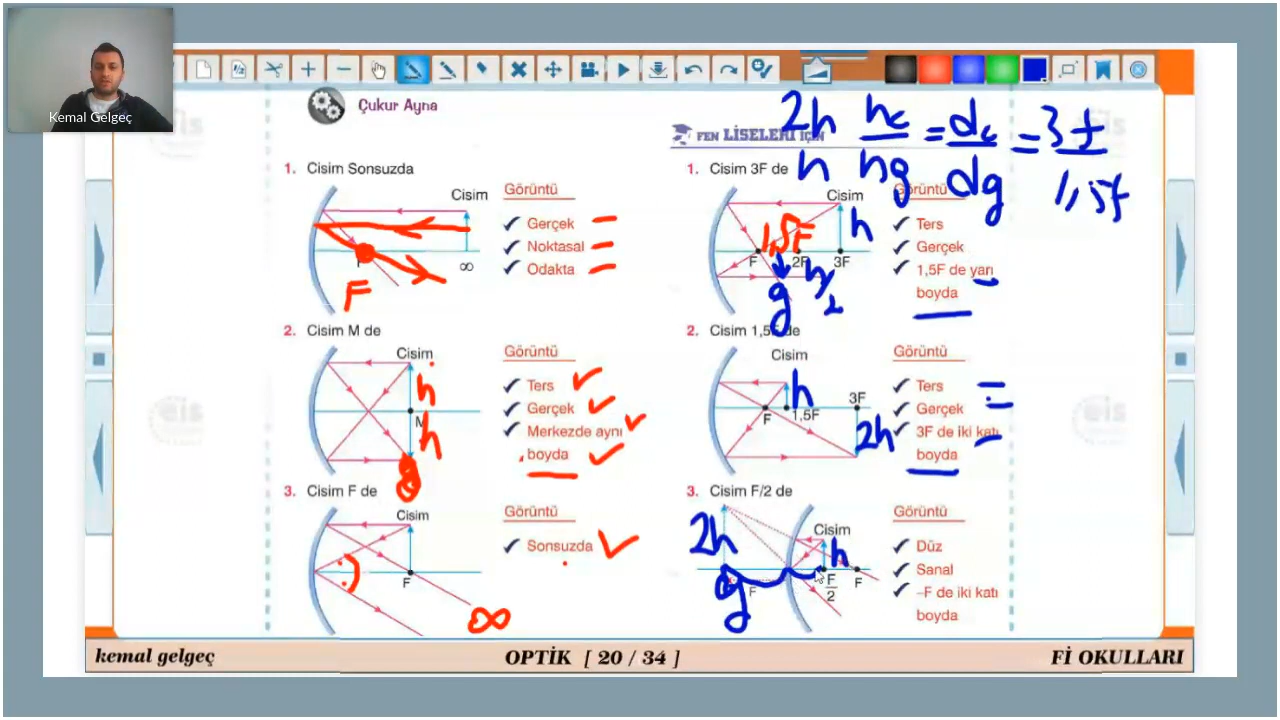 Kemal Gelgeç
Çukur Ayna
FEN LİSELERİ İÇİN
2h hc = dc = 3f
h hg dg 1,5f
1. Cisim Sonsuzda
Cisim
Görüntü
Gerçek
Noktasal
Odakta
F
∞
F
2. Cisim M de
Cisim
h
M
h
g
Görüntü
Ters
Gerçek
Merkezde aynı
boyda
3. Cisim F de
Cisim
F
∞
Görüntü
Sonsuzda
1. Cisim 3F de
Cisim
h
1,5F
F 2F 3F
g
h/2
Görüntü
Ters
Gerçek
1,5F de yarı
boyda
2. Cisim 1,5F de
Cisim
h
3F
F 1,5F
2h
Görüntü
Ters
Gerçek
3F de iki katı
boyda
3. Cisim F/2 de
Cisim
2h
h
g
F
F/2 F
Görüntü
Düz
Sanal
–F de iki katı
boyda
kemal gelgeç OPTİK [ 20 / 34 ] Fİ OKULLARI